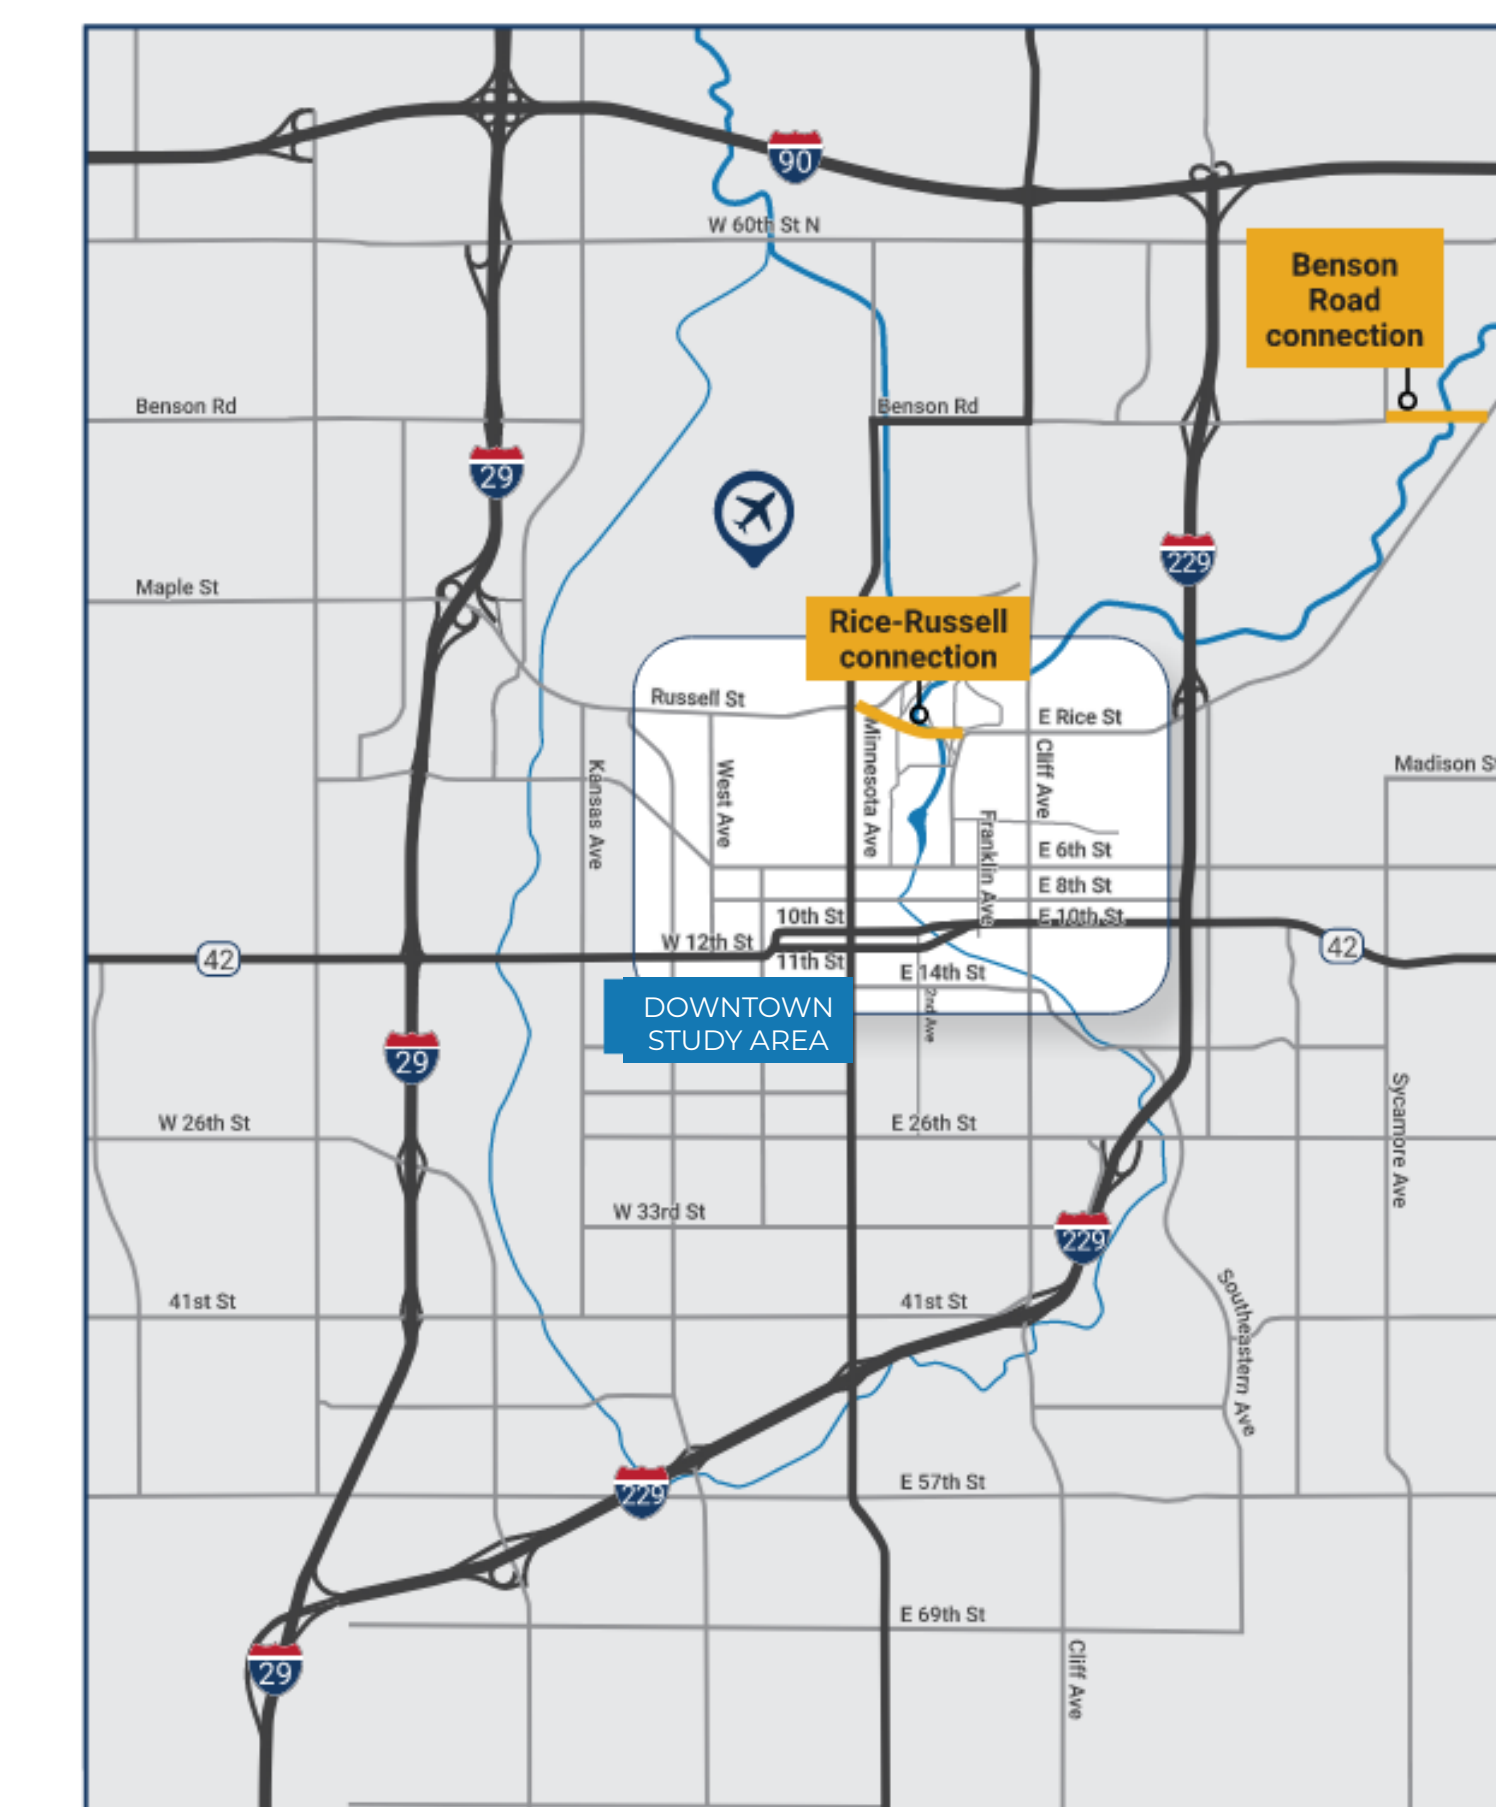 90
W 60th St N
Benson
Road
connection
Benson Rd
Benson Rd
29
229
Maple St
Rice-Russell
connection
Russell St
E Rice St
Minnesota Ave
Cliff Ave
Kansas Ave
West Ave
Madison S
Franklin Ave
E 6th St
E 8th St
10th St
E 10th St
W 12th St
11th St
42
42
E 14th St
2nd Ave
DOWNTOWN
STUDY AREA
29
Sycamore Ave
W 26th St
E 26th St
W 33rd St
229
Southeastern Ave
41st St
41st St
E 57th St
229
E 69th St
Cliff Ave
29